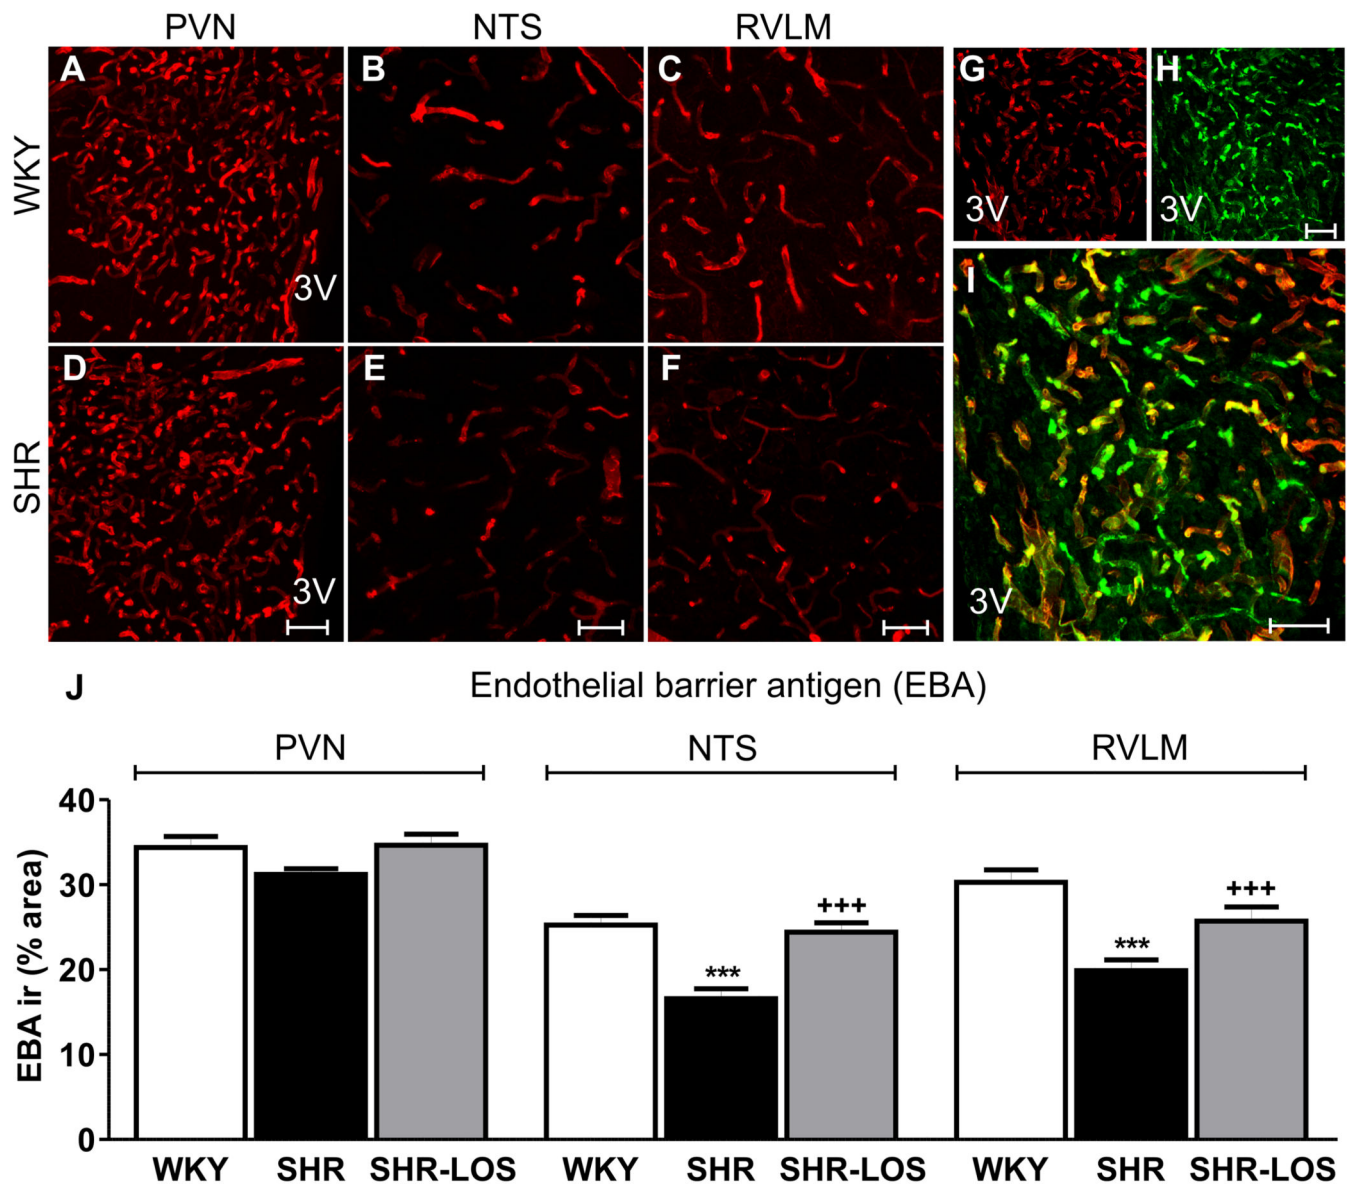 PVN NTS RVLM
WKY
A B C G H
3V 3V 3V
SHR
D E F I
3V 3V
J Endothelial barrier antigen (EBA)
PVN NTS RVLM
EBA ir (% area)
40
30
20
10
0
*** +++ *** +++
WKY SHR SHR-LOS WKY SHR SHR-LOS WKY SHR SHR-LOS